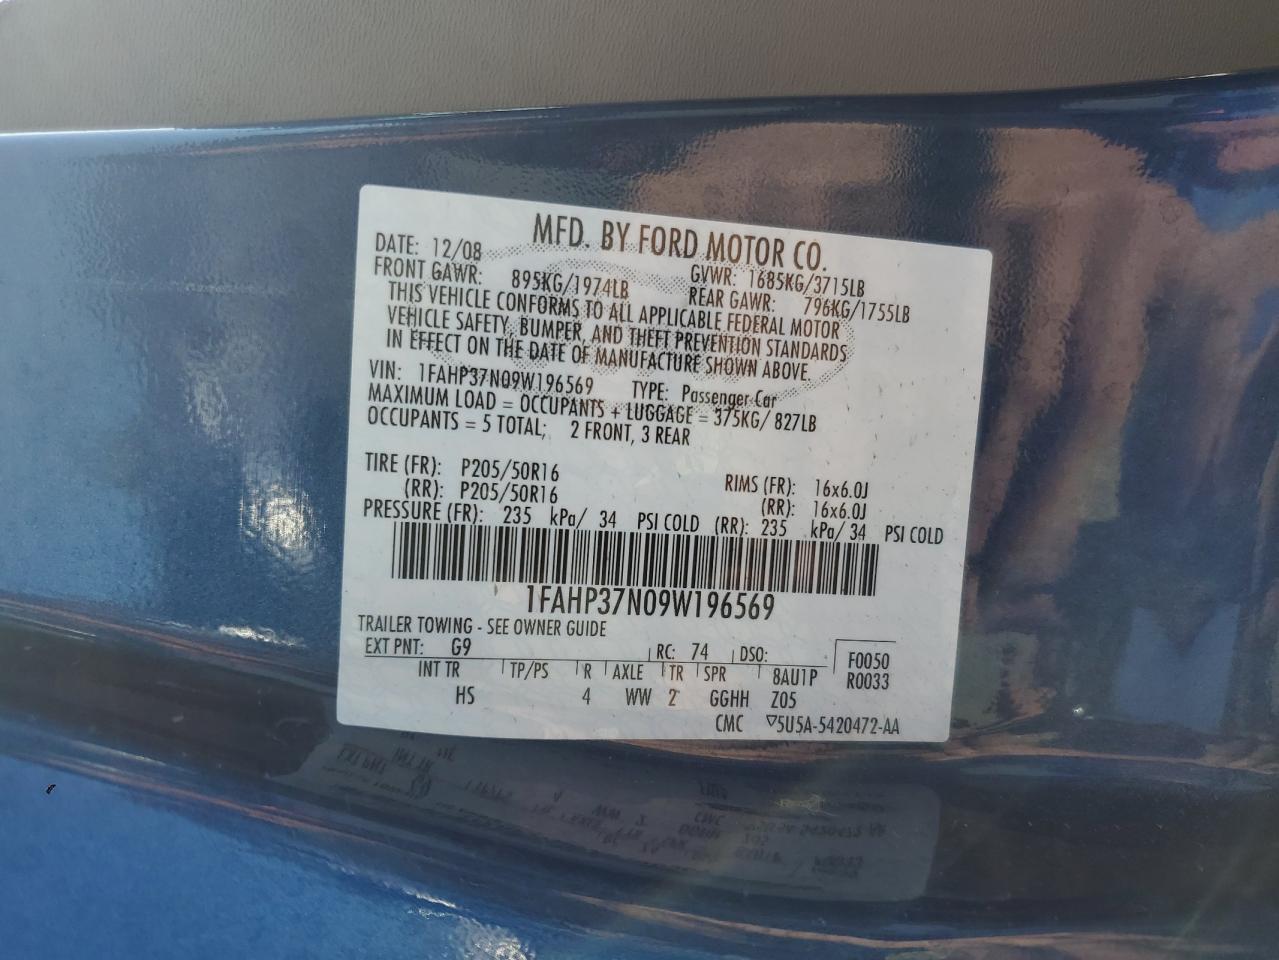 MFD. BY FORD MOTOR CO.
DATE: 12/08 GVWR: 1685KG/3715LB
FRONT GAWR: 895KG/1974LB REAR GAWR: 796KG/1755LB
THIS VEHICLE CONFORMS TO ALL APPLICABLE FEDERAL MOTOR
VEHICLE SAFETY, BUMPER, AND THEFT PREVENTION STANDARDS
IN EFFECT ON THE DATE OF MANUFACTURE SHOWN ABOVE.
VIN: 1FAHP37N09W196569 TYPE: Passenger Car
MAXIMUM LOAD = OCCUPANTS + LUGGAGE = 375KG/ 827LB
OCCUPANTS = 5 TOTAL; 2 FRONT, 3 REAR
TIRE (FR): P205/50R16 RIMS (FR): 16x6.0J
(RR): P205/50R16 (RR): 16x6.0J
PRESSURE (FR): 235 kPa/ 34 PSI COLD (RR): 235 kPa/ 34 PSI COLD
1FAHP37N09W196569
TRAILER TOWING - SEE OWNER GUIDE
EXT PNT: G9 RC: 74 DSO: F0050
INT TR TP/PS R AXLE TR SPR 8AU1P R0033
HS 4 WW 2 GGHH Z05
CMC ▽5U5A-5420472-AA